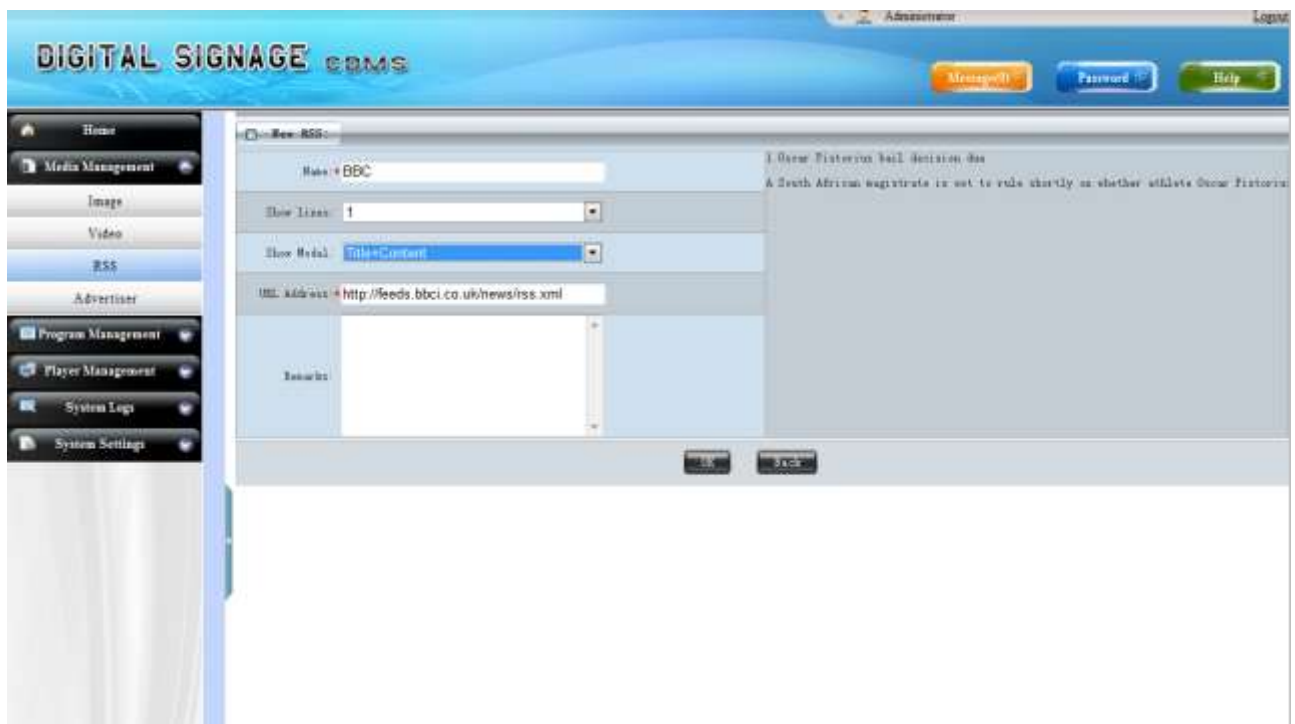 Administrator
Logout
DIGITAL SIGNAGE CDMS
Message(0)
Password
Help
Home
Media Management
Image
Video
RSS
Advertiser
Program Management
Player Management
System Logs
System Settings
New RSS:
Name:*BBC
Show Lines: 1
Show Modal: Title+Content
URL Address:*http://feeds.bbci.co.uk/news/rss.xml
Remarks:
1 Oscar Pistorius bail decision due
A South African magistrate is set to rule shortly on whether athlete Oscar Pistorius
OK
Back